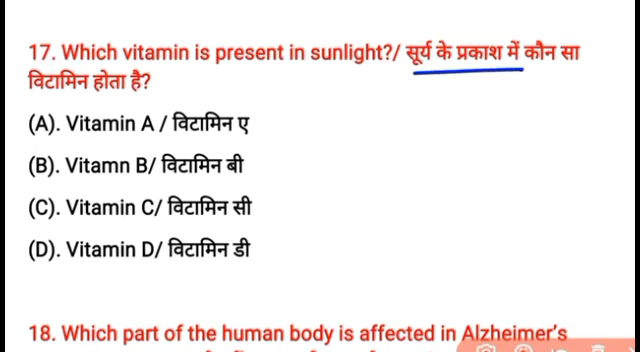 17. Which vitamin is present in sunlight?/ सूर्य के प्रकाश में कौन सा
विटामिन होता है?
(A). Vitamin A / विटामिन ए
(B). Vitamn B/ विटामिन बी
(C). Vitamin C/ विटामिन सी
(D). Vitamin D/ विटामिन डी
18. Which part of the human body is affected in Alzheimer's